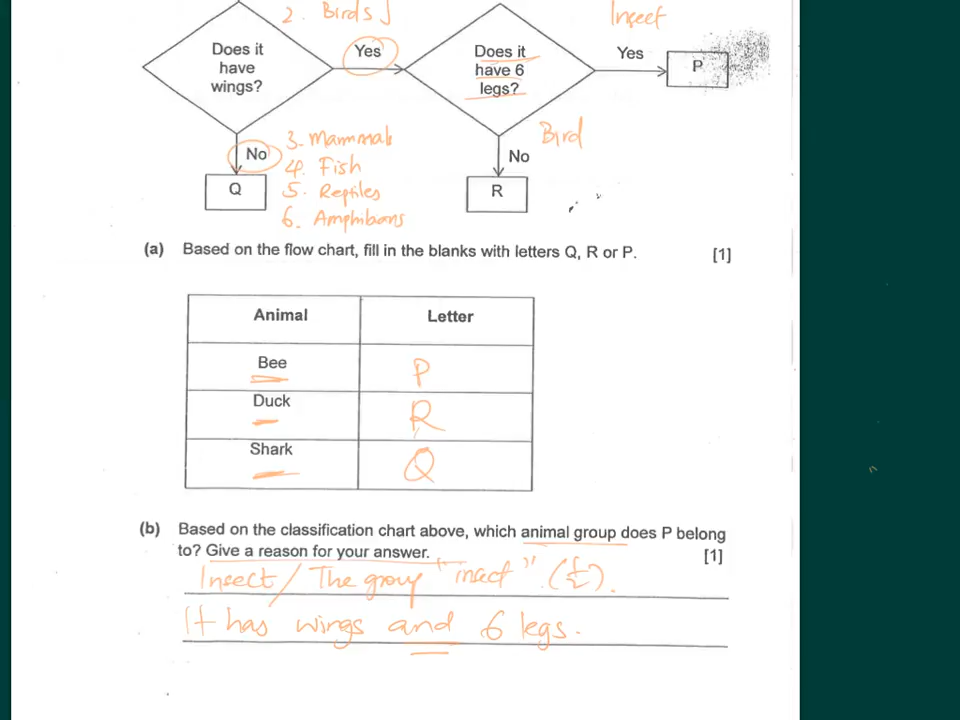 2. Birds
Insect
Does it
have
wings?
Yes
Does it
have 6
legs?
Yes
P
No
3. Mammals
4. Fish
5. Reptiles
6. Amphibans
Bird
No
Q
R
(a) Based on the flow chart, fill in the blanks with letters Q, R or P. [1]
Animal Letter
Bee P
Duck R
Shark Q
(b) Based on the classification chart above, which animal group does P belong
to? Give a reason for your answer. [1]
Insect / The group "insect".
It has wings and 6 legs.